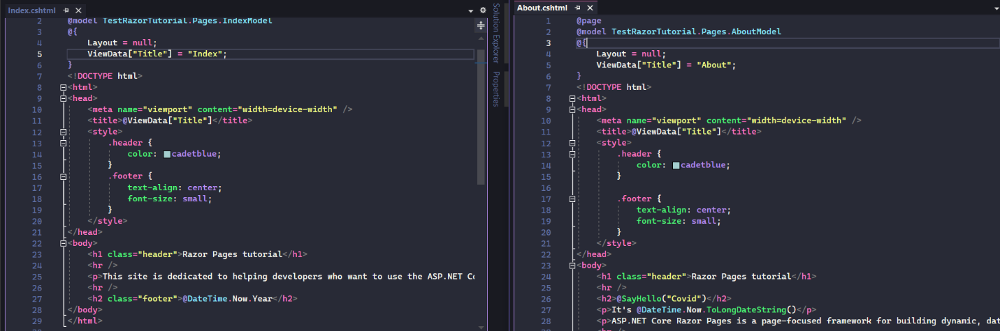 Index.cshtml
2 @model TestRazorTutorial.Pages.IndexModel
3 @{
4 Layout = null;
5 ViewData["Title"] = "Index";
6 }
7 <!DOCTYPE html>
8 <html>
9 <head>
10 <meta name="viewport" content="width=device-width" />
11 <title>@ViewData["Title"]</title>
12 <style>
13 .header {
14 color: cadetblue;
15 }
16 .footer {
17 text-align: center;
18 font-size: small;
19 }
20 </style>
21 </head>
22 <body>
23 <h1 class="header">Razor Pages tutorial</h1>
24 <hr />
25 <p>This site is dedicated to helping developers who want to use the ASP.NET
26 <hr />
27 <h2 class="footer">@DateTime.Now.Year</h2>
28 </body>
29 </html>
Solution Explorer
Properties
About.cshtml
1 @page
2 @model TestRazorTutorial.Pages.AboutModel
3 @{
4 Layout = null;
5 ViewData["Title"] = "About";
6 }
7 <!DOCTYPE html>
8 <html>
9 <head>
10 <meta name="viewport" content="width=device-width" />
11 <title>@ViewData["Title"]</title>
12 <style>
13 .header {
14 color: cadetblue;
15 }
16
17 .footer {
18 text-align: center;
19 font-size: small;
20 }
21 </style>
22 </head>
23 <body>
24 <h1 class="header">Razor Pages tutorial</h1>
25 <hr />
26 <h2>@SayHello("Covid")</h2>
27 <p>It's @DateTime.Now.ToLongDateString()</p>
28 <p>ASP.NET Core Razor Pages is a page-focused framework for building dynamic,